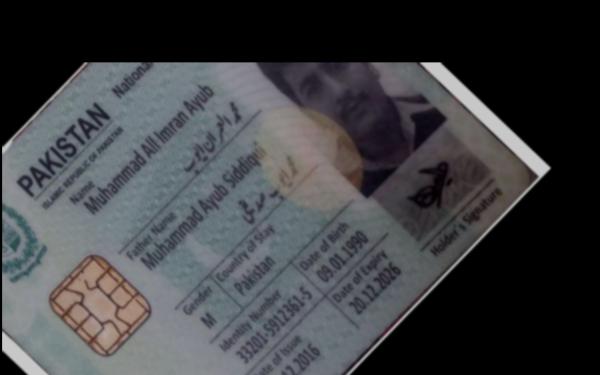 PAKISTAN National
ISLAMIC REPUBLIC OF PAKISTAN
Name
Muhammad Ali Imran Ayub
Father Name
Muhammad Ayub Siddiqui
Gender
M
Country of Stay
Pakistan
Identity Number
33201-5912361-5
Date of Birth
09.01.1990
Date of Issue
12.2016
Date of Expiry
20.12.2026
Holder's Signature